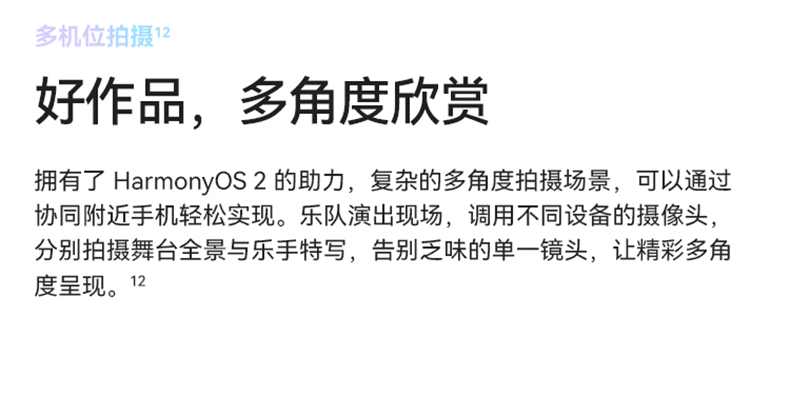 多机位拍摄¹²
好作品，多角度欣赏
拥有了 HarmonyOS 2 的助力，复杂的多角度拍摄场景，可以通过
协同附近手机轻松实现。乐队演出现场，调用不同设备的摄像头，
分别拍摄舞台全景与乐手特写，告别乏味的单一镜头，让精彩多角
度呈现。¹²